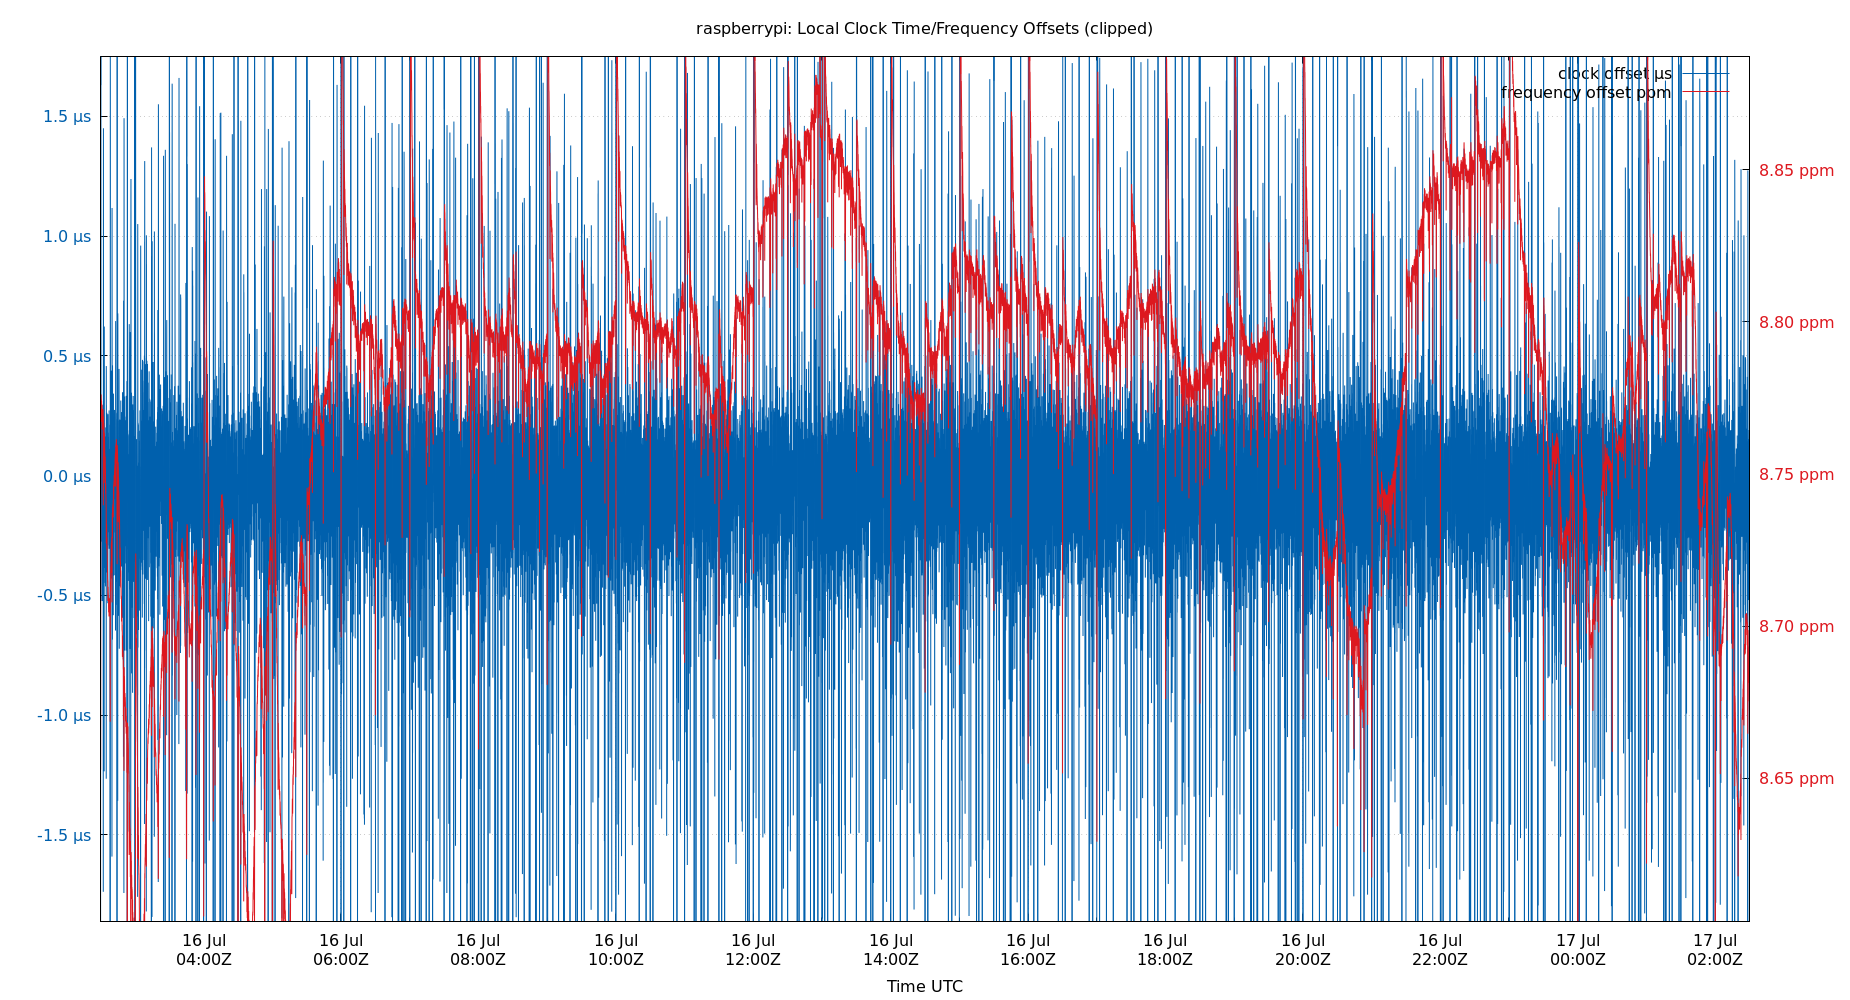 raspberrypi: Local Clock Time/Frequency Offsets (clipped)
clock offset µs
frequency offset ppm
1.5 µs
1.0 µs
0.5 µs
0.0 µs
-0.5 µs
-1.0 µs
-1.5 µs
8.85 ppm
8.80 ppm
8.75 ppm
8.70 ppm
8.65 ppm
16 Jul 16 Jul 16 Jul 16 Jul 16 Jul 16 Jul 16 Jul 16 Jul 16 Jul 16 Jul 17 Jul 17 Jul
04:00Z 06:00Z 08:00Z 10:00Z 12:00Z 14:00Z 16:00Z 18:00Z 20:00Z 22:00Z 00:00Z 02:00Z
Time UTC